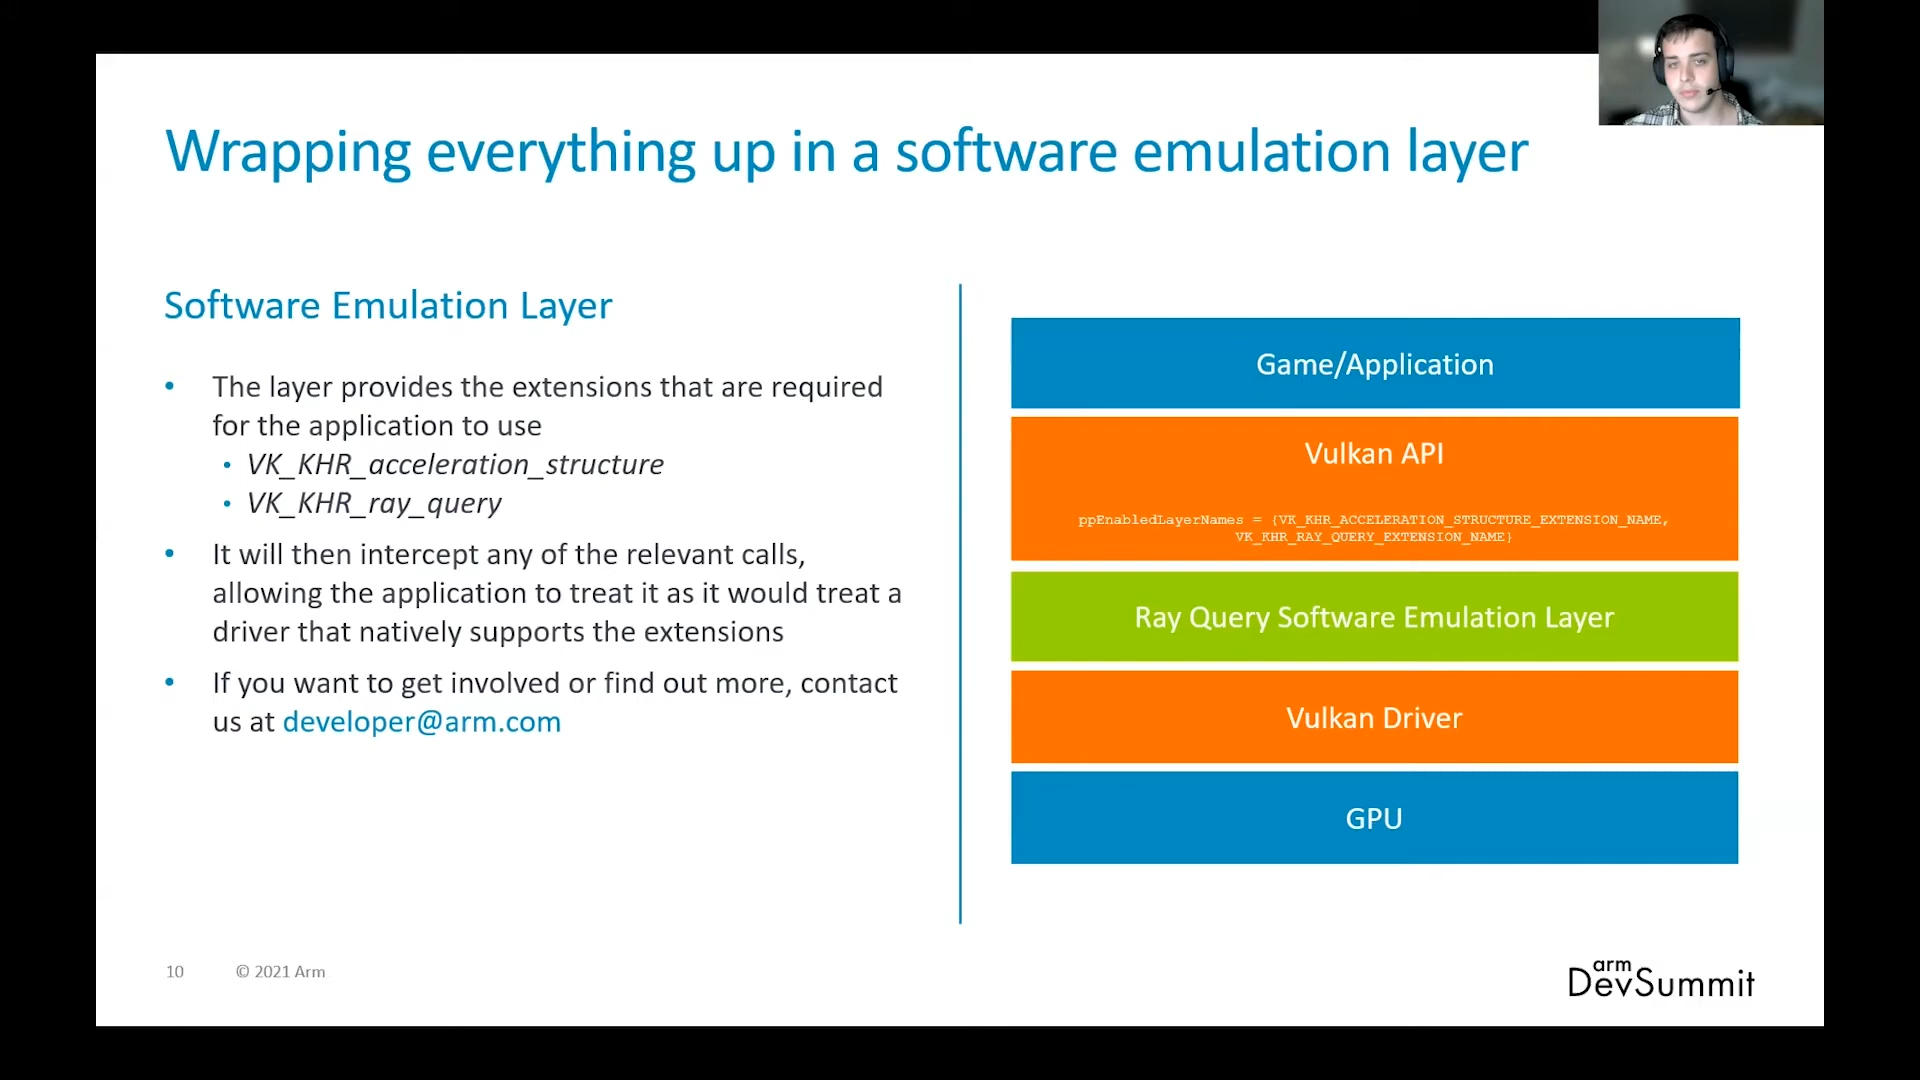 Wrapping everything up in a software emulation layer
Software Emulation Layer
• The layer provides the extensions that are required
for the application to use
• VK_KHR_acceleration_structure
• VK_KHR_ray_query
• It will then intercept any of the relevant calls,
allowing the application to treat it as it would treat a
driver that natively supports the extensions
• If you want to get involved or find out more, contact
us at developer@arm.com
Game/Application
Vulkan API
ppEnabledLayerNames = {VK_KHR_ACCELERATION_STRUCTURE_EXTENSION_NAME,
VK_KHR_RAY_QUERY_EXTENSION_NAME}
Ray Query Software Emulation Layer
Vulkan Driver
GPU
10 © 2021 Arm
arm
DevSummit